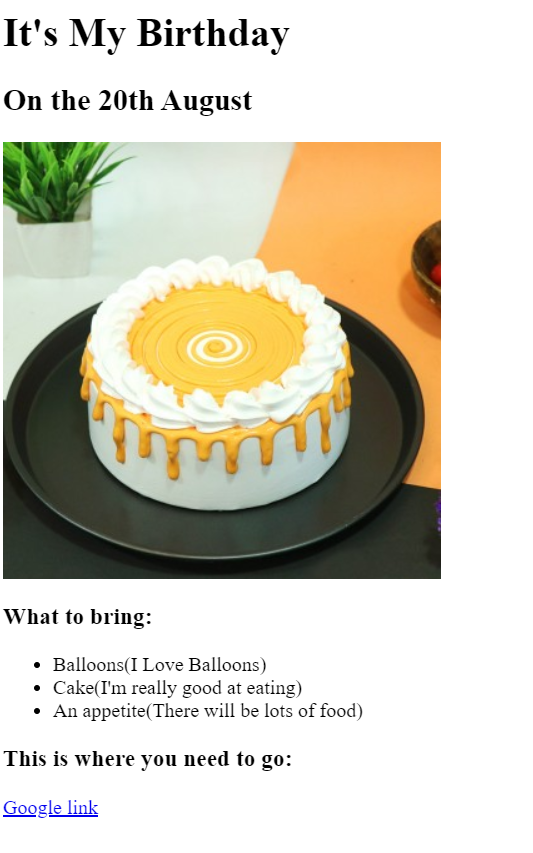 It's My Birthday
On the 20th August
What to bring:
Balloons(I Love Balloons)
Cake(I'm really good at eating)
An appetite(There will be lots of food)
This is where you need to go:
Google link